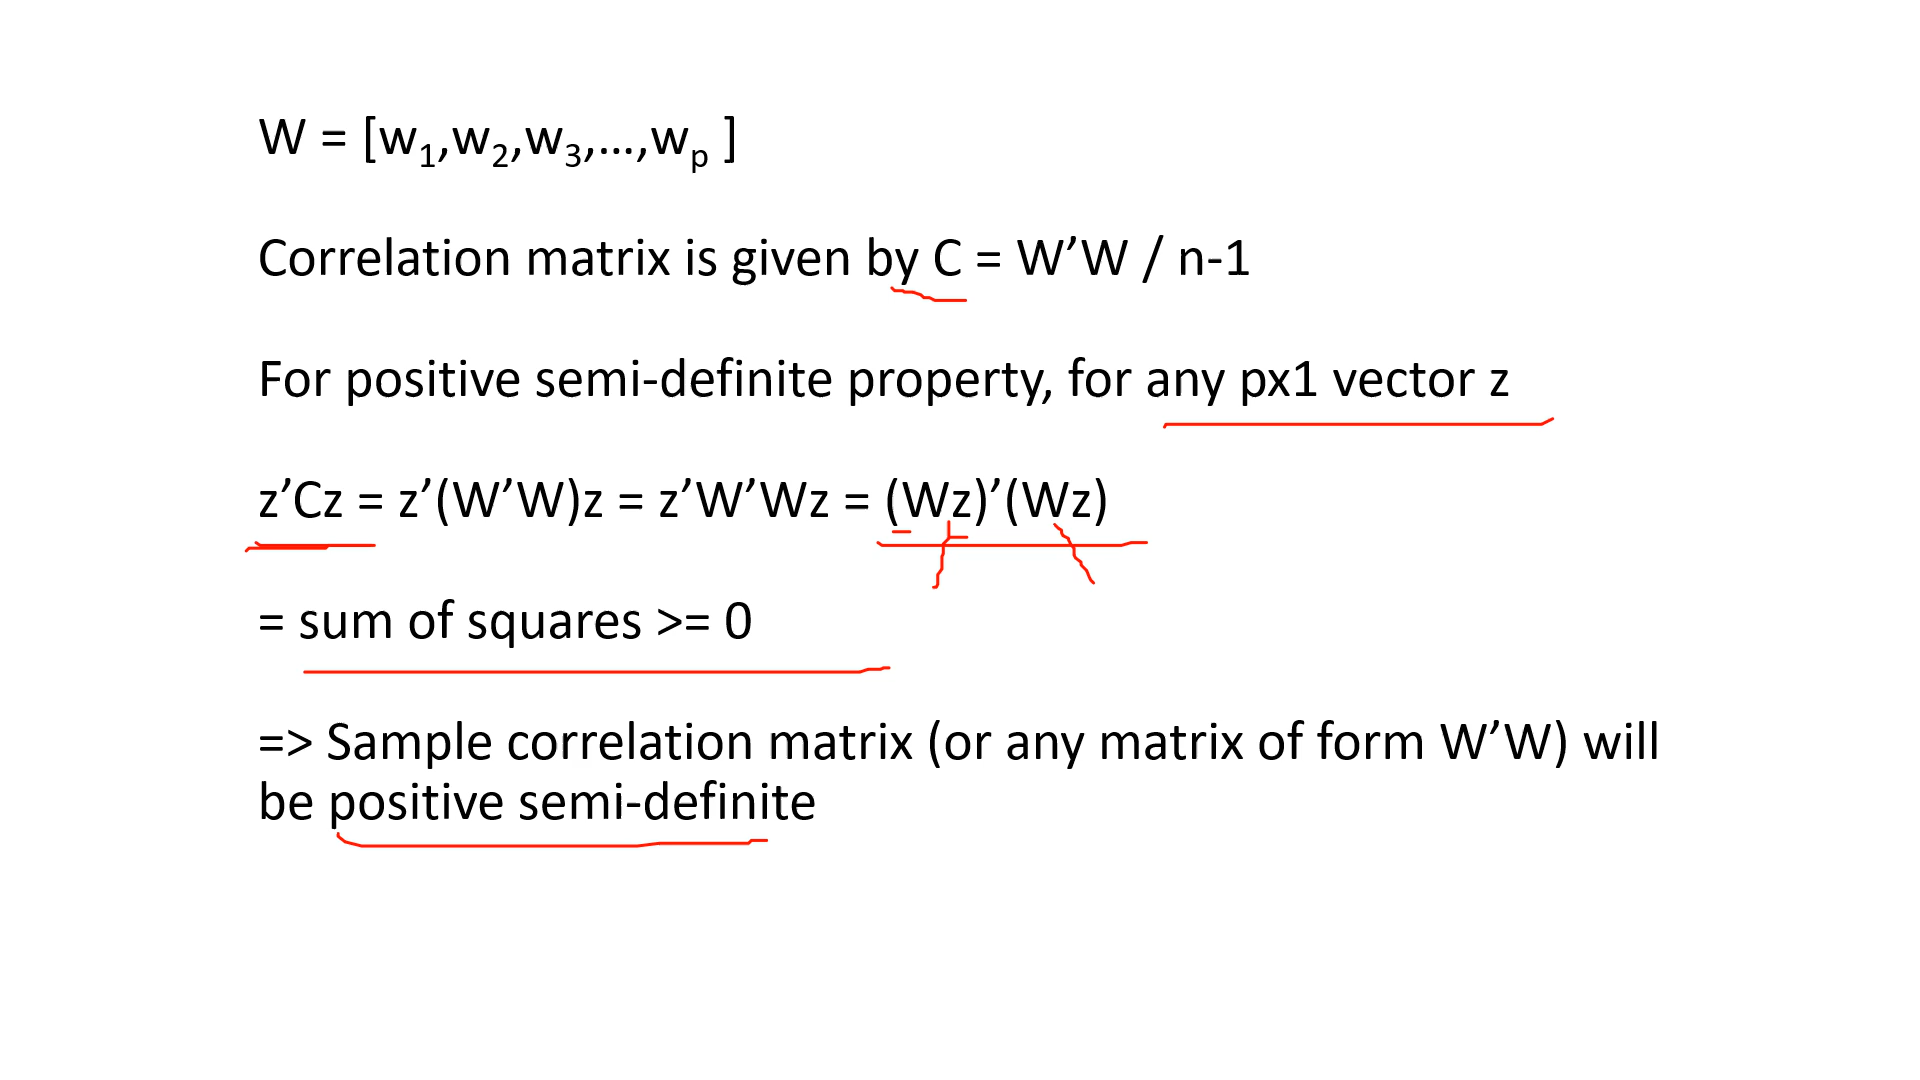 W = [w1,w2,w3,...,wp ]
Correlation matrix is given by C = W’W / n-1
For positive semi-definite property, for any px1 vector z
z’Cz = z’(W’W)z = z’W’Wz = (Wz)’(Wz)
= sum of squares >= 0
=> Sample correlation matrix (or any matrix of form W’W) will
be positive semi-definite